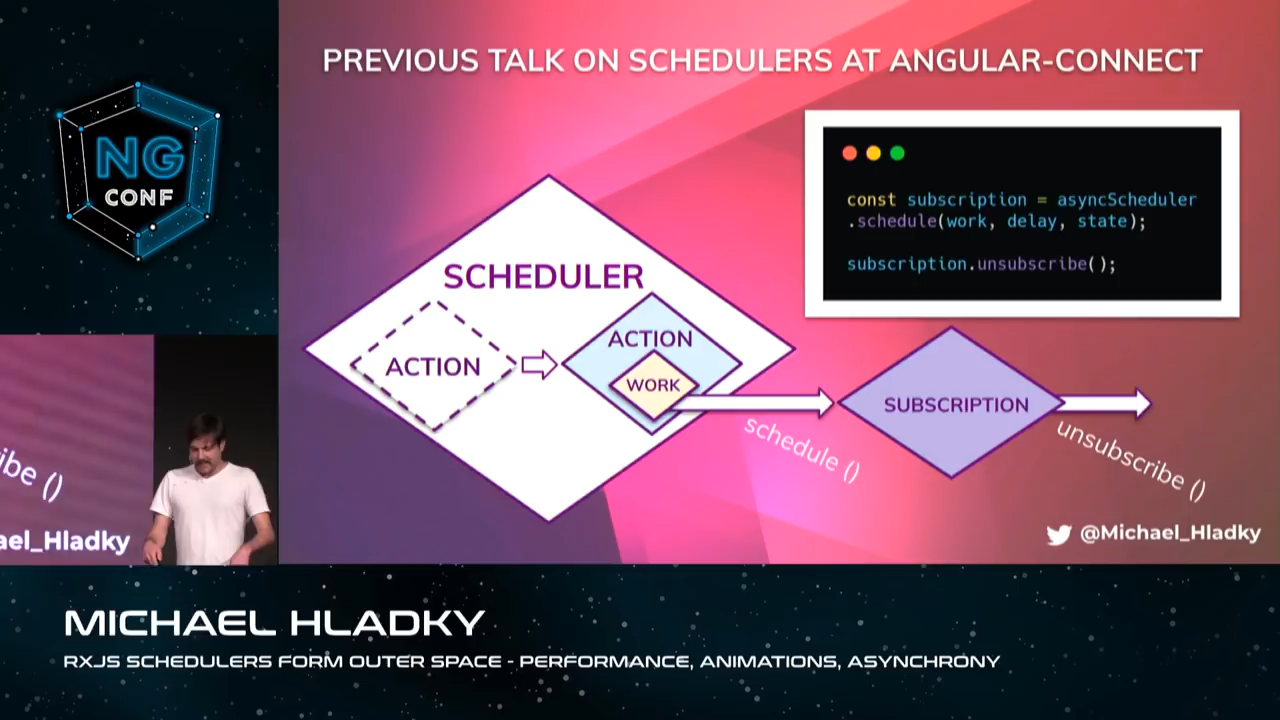 PREVIOUS TALK ON SCHEDULERS AT ANGULAR-CONNECT
NG
CONF
const subscription = asyncScheduler
.schedule(work, delay, state);
subscription.unsubscribe();
SCHEDULER
ACTION
ACTION
WORK
SUBSCRIPTION
schedule ()
unsubscribe ()
@Michael_Hladky
ibe ()
ael_Hladky
MICHAEL HLADKY
RXJS SCHEDULERS FORM OUTER SPACE - PERFORMANCE, ANIMATIONS, ASYNCHRONY